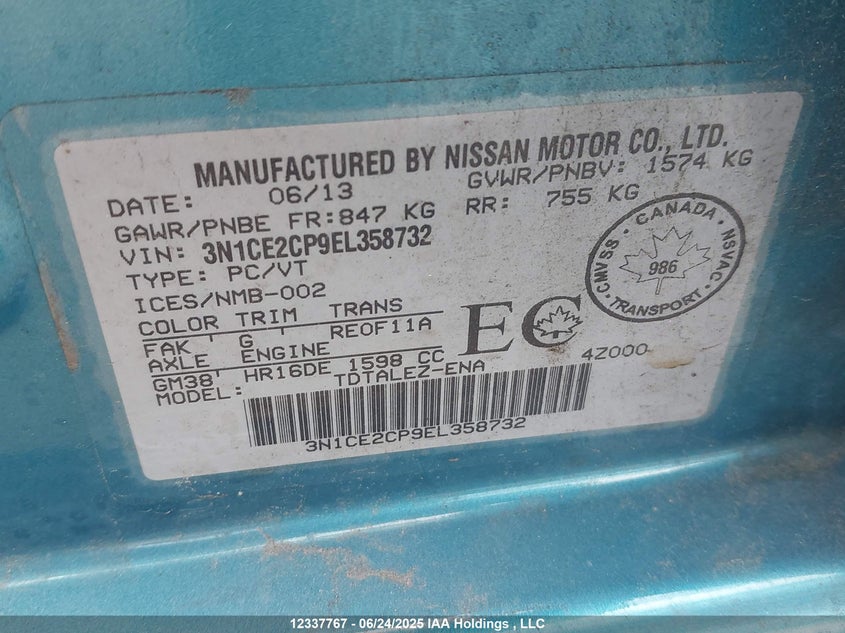 MANUFACTURED BY NISSAN MOTOR CO., LTD.
DATE: 06/13 GVWR/PNBV: 1574 KG
GAWR/PNBE FR:847 KG RR: 755 KG
VIN: 3N1CE2CP9EL358732
TYPE: PC/VT
ICES/NMB-002
COLOR TRIM TRANS
FAK G RE0F11A
AXLE ENGINE
GM38 HR16DE 1598 CC
MODEL: TDTALEZ-ENA
EC
4Z000
CANADA
CMVSS NSVAC
986
TRANSPORT
3N1CE2CP9EL358732
12337767 - 06/24/2025 IAA Holdings , LLC